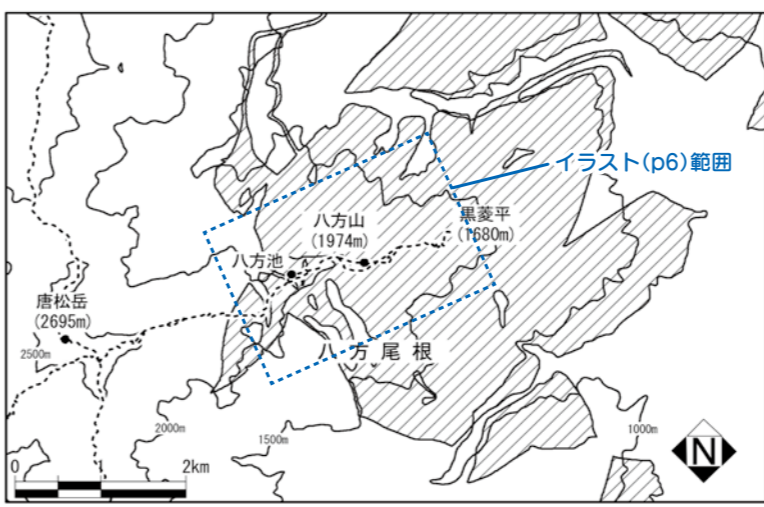 イラスト(p6)範囲
八方山
(1974m)
黒菱平
(1680m)
八方池
唐松岳
(2695m)
2500m
八方尾根
2000m
1500m
1000m
N
0 1 2km